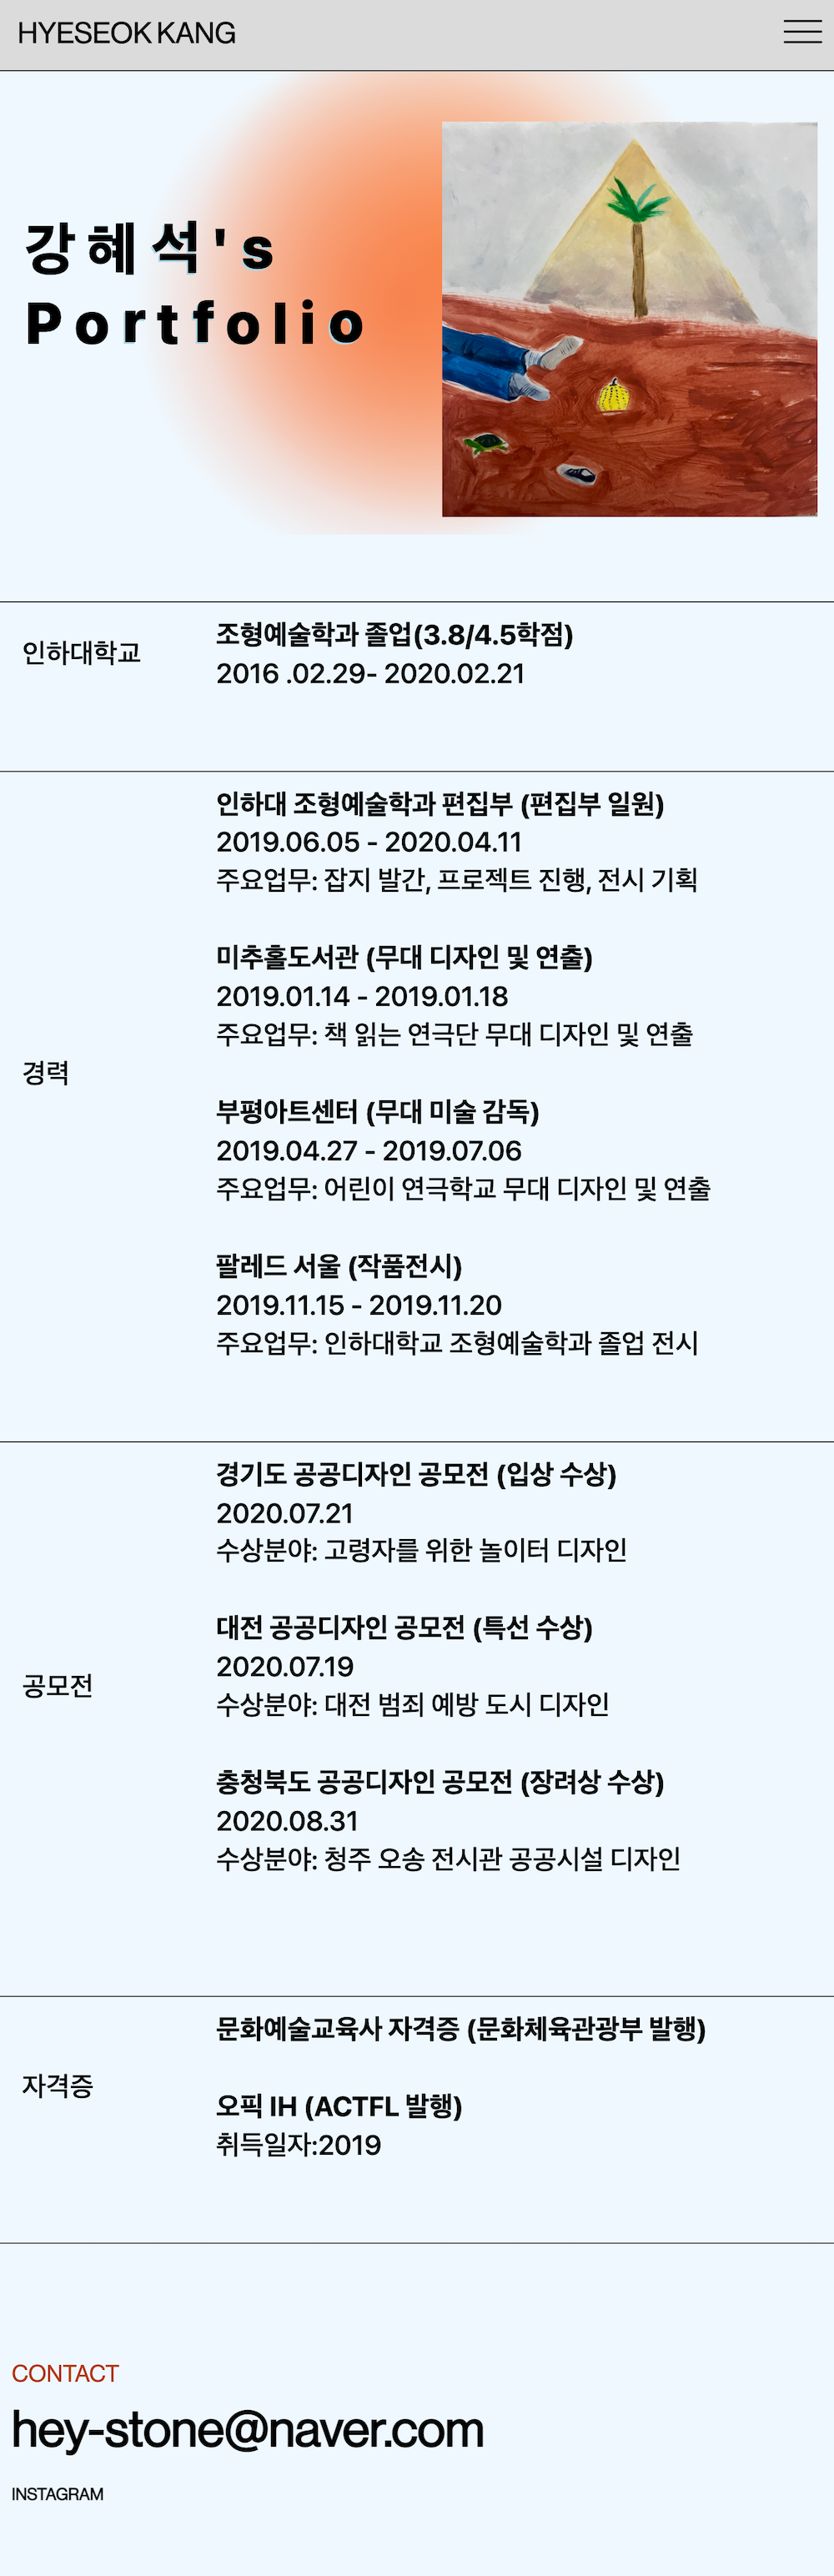 HYESEOK KANG
강혜석's
Portfolio
인하대학교
조형예술학과 졸업(3.8/4.5학점)
2016 .02.29- 2020.02.21
경력
인하대 조형예술학과 편집부 (편집부 일원)
2019.06.05 - 2020.04.11
주요업무: 잡지 발간, 프로젝트 진행, 전시 기획
미추홀도서관 (무대 디자인 및 연출)
2019.01.14 - 2019.01.18
주요업무: 책 읽는 연극단 무대 디자인 및 연출
부평아트센터 (무대 미술 감독)
2019.04.27 - 2019.07.06
주요업무: 어린이 연극학교 무대 디자인 및 연출
팔레드 서울 (작품전시)
2019.11.15 - 2019.11.20
주요업무: 인하대학교 조형예술학과 졸업 전시
공모전
경기도 공공디자인 공모전 (입상 수상)
2020.07.21
수상분야: 고령자를 위한 놀이터 디자인
대전 공공디자인 공모전 (특선 수상)
2020.07.19
수상분야: 대전 범죄 예방 도시 디자인
충청북도 공공디자인 공모전 (장려상 수상)
2020.08.31
수상분야: 청주 오송 전시관 공공시설 디자인
자격증
문화예술교육사 자격증 (문화체육관광부 발행)
오픽 IH (ACTFL 발행)
취득일자:2019
CONTACT
hey-stone@naver.com
INSTAGRAM